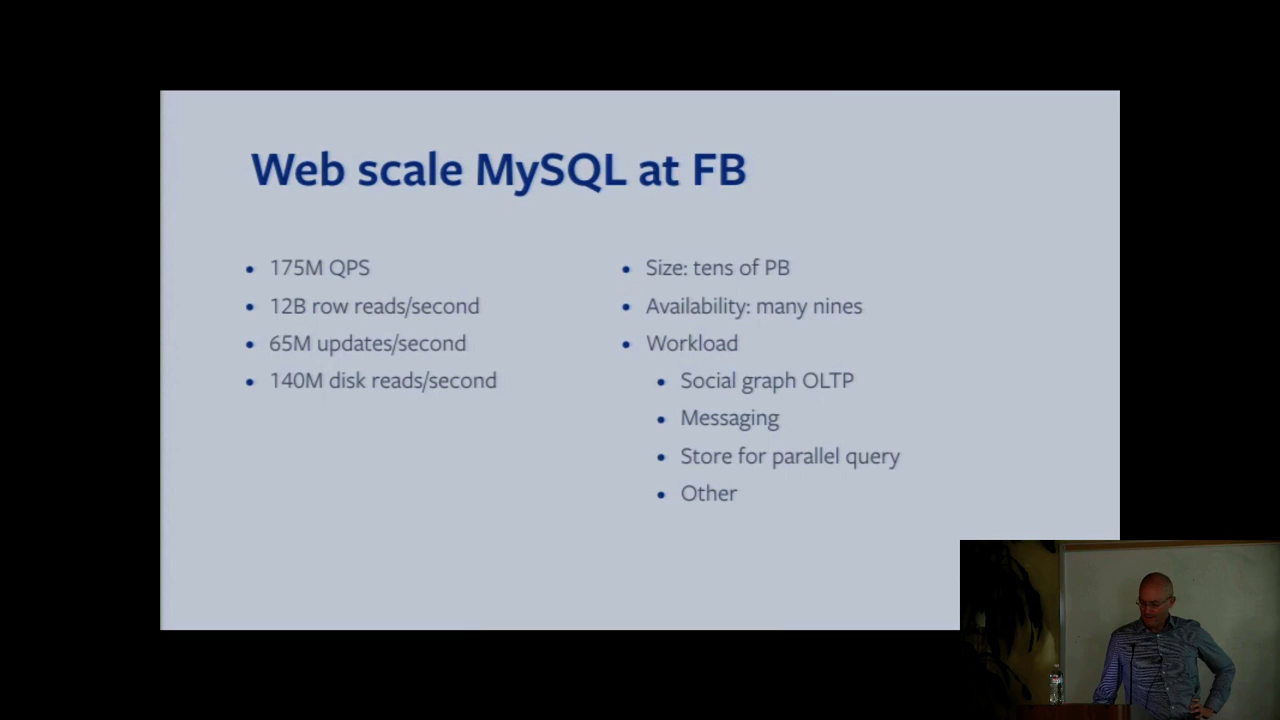 Web scale MySQL at FB
• 175M QPS
• 12B row reads/second
• 65M updates/second
• 140M disk reads/second
• Size: tens of PB
• Availability: many nines
• Workload
• Social graph OLTP
• Messaging
• Store for parallel query
• Other